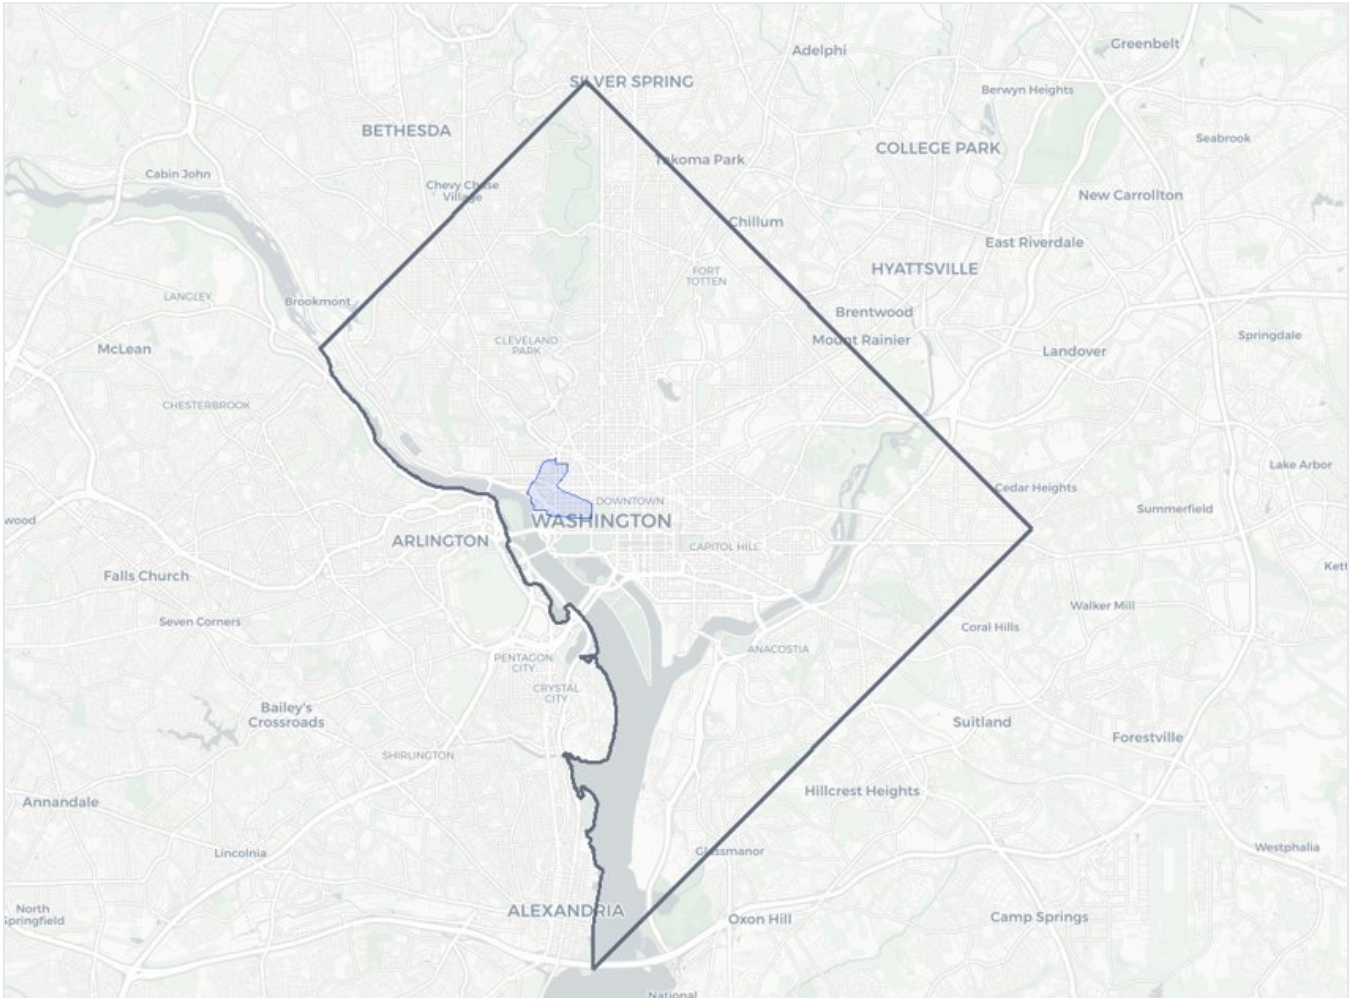 Adelphi
Greenbelt
SILVER SPRING
Berwyn Heights
BETHESDA
Seabrook
COLLEGE PARK
Takoma Park
Cabin John
Chevy Chase
Village
New Carrollton
Chillum
East Riverdale
HYATTSVILLE
FORT
TOTTEN
LANGLEY
Brookmont
Brentwood
Springdale
CLEVELAND
PARK
Mount Rainier
McLean
Landover
CHESTERBROOK
Lake Arbor
Cedar Heights
DOWNTOWN
Summerfield
wood
WASHINGTON
ARLINGTON
CAPITOL HILL
Kett
Falls Church
Walker Mill
Seven Corners
Coral Hills
ANACOSTIA
PENTAGON
CITY
CRYSTAL
CITY
Bailey's
Crossroads
Suitland
Forestville
SHIRLINGTON
Hillcrest Heights
Annandale
Lincolnia
Glassmanor
Westphalia
North
Springfield
ALEXANDRIA
Oxon Hill
Camp Springs
National